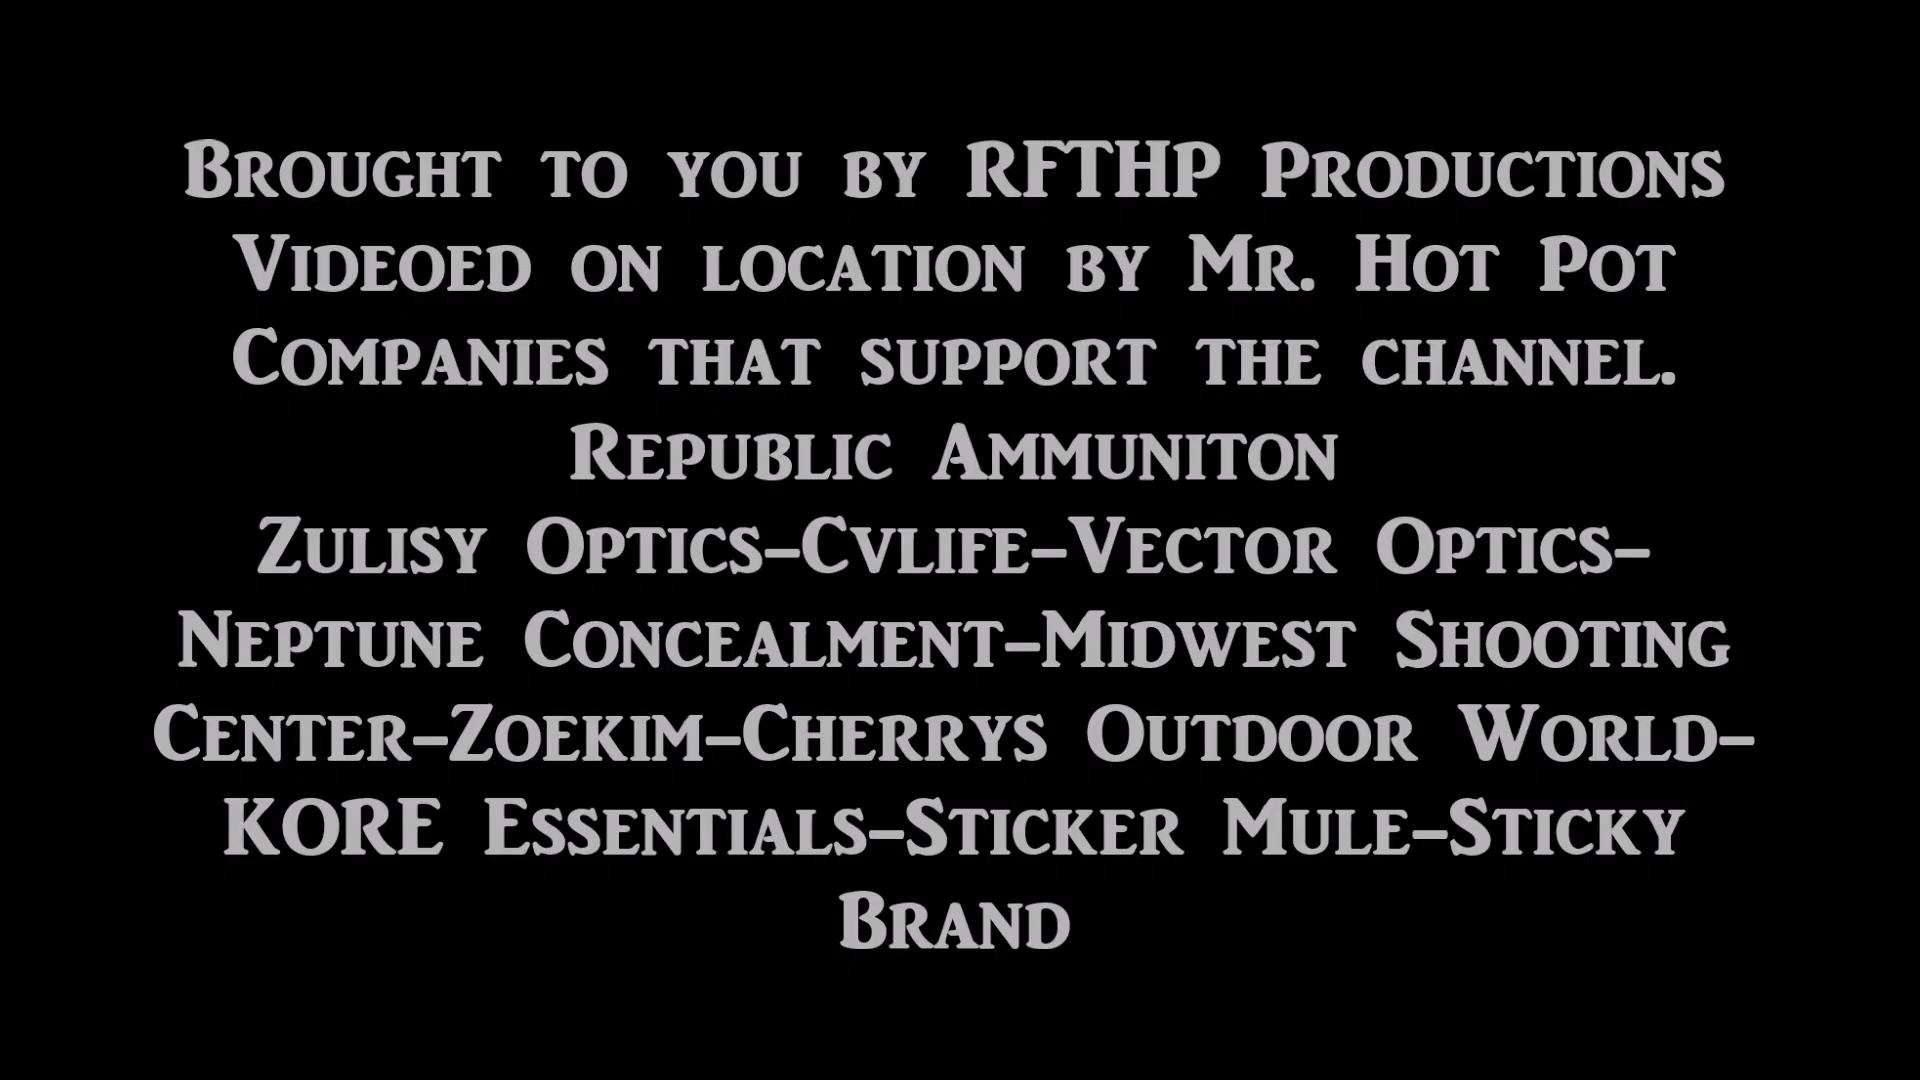 Brought to you by RFTHP Productions
Videoed on location by Mr. Hot Pot
Companies that support the channel.
Republic Ammuniton
Zulisy Optics-Cvlife-Vector Optics-
Neptune Concealment-Midwest Shooting
Center-Zoekim-Cherrys Outdoor World-
KORE Essentials-Sticker Mule-Sticky
Brand